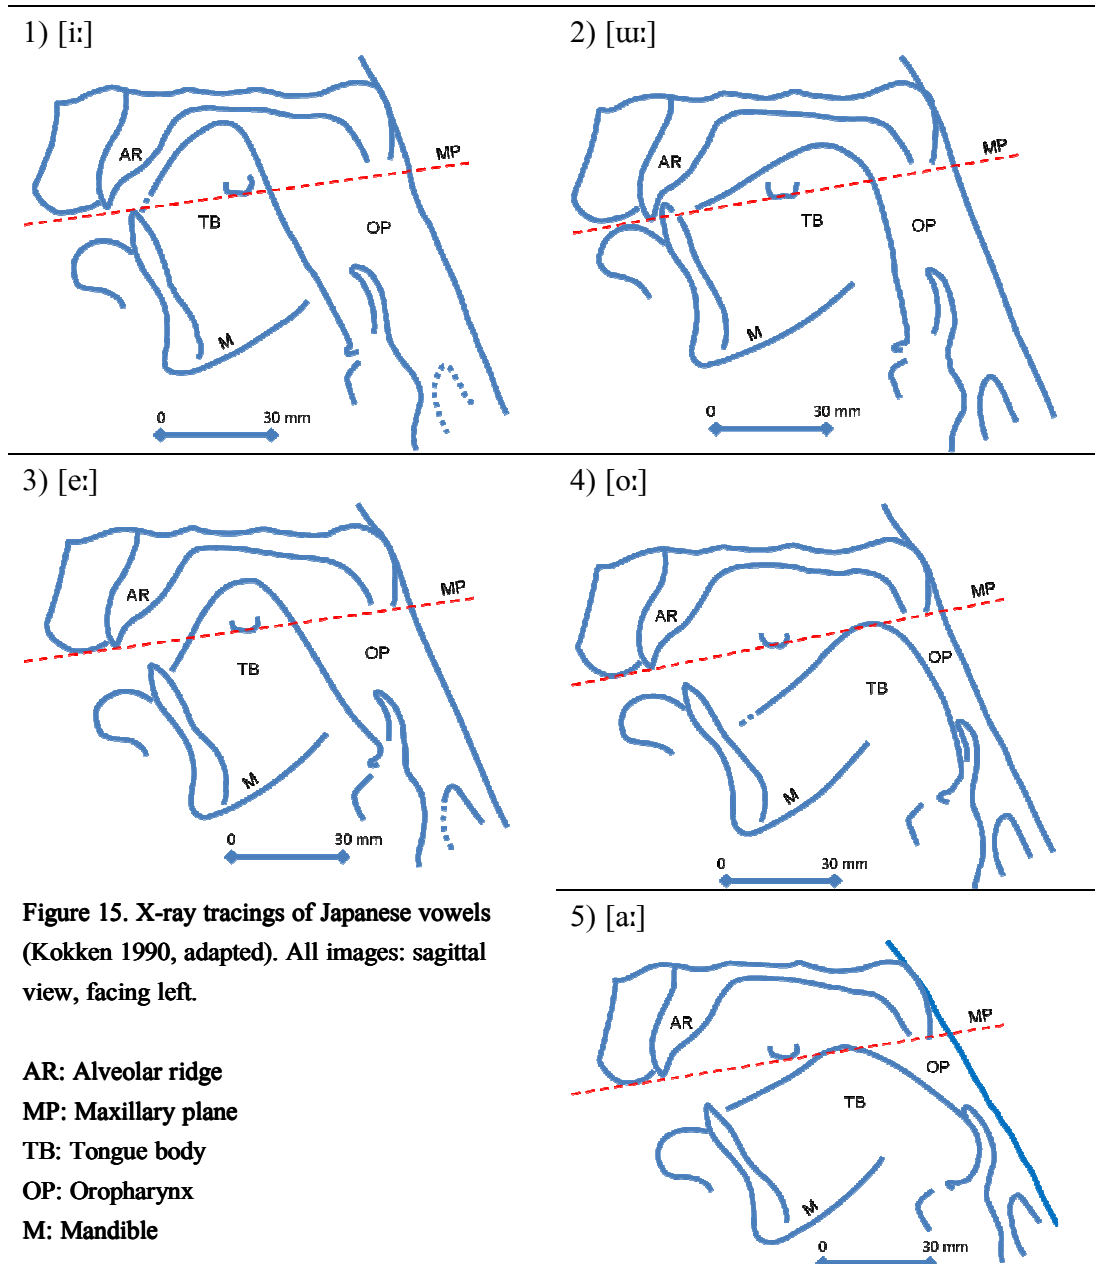 1) [iː]
AR
MP
TB
OP
M
0 30 mm
2) [ɯː]
AR
MP
TB
OP
M
0 30 mm
3) [eː]
AR
MP
TB
OP
M
0 30 mm
4) [oː]
AR
MP
TB
OP
M
0 30 mm
Figure 15. X-ray tracings of Japanese vowels
(Kokken 1990, adapted). All images: sagittal
view, facing left.
AR: Alveolar ridge
MP: Maxillary plane
TB: Tongue body
OP: Oropharynx
M: Mandible
5) [aː]
AR
MP
TB
OP
M
0 30 mm